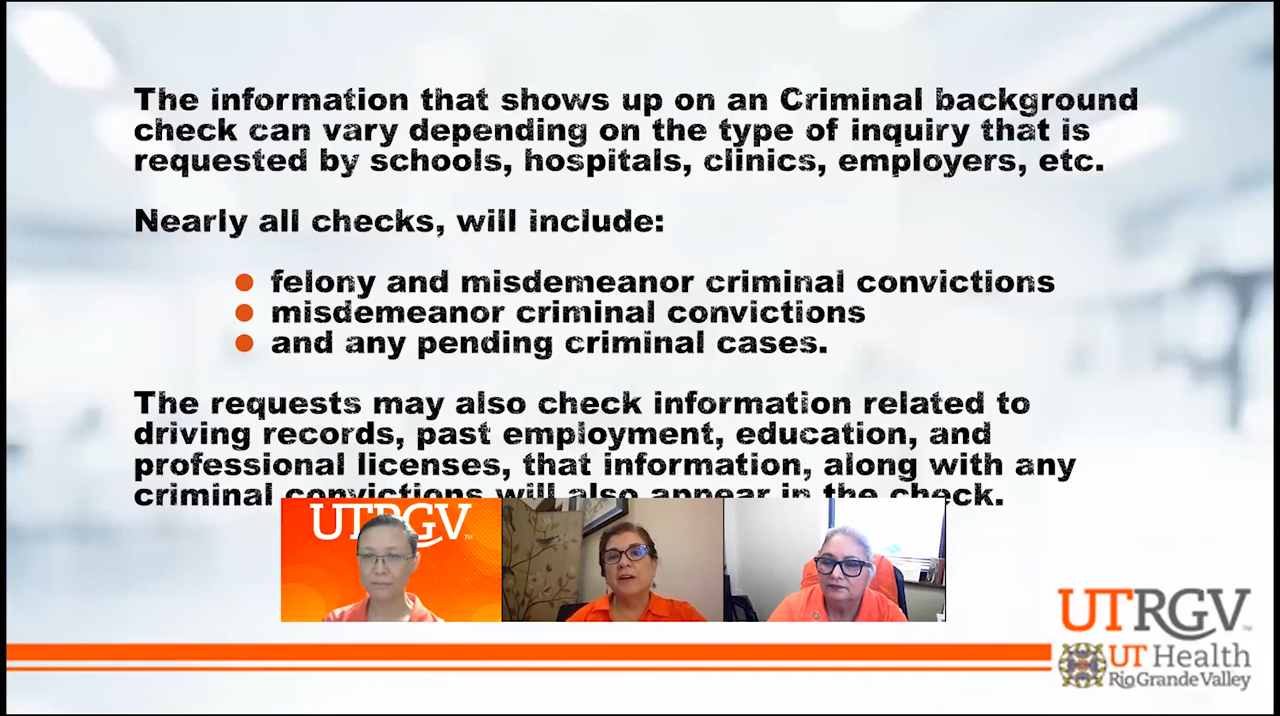 The information that shows up on an Criminal background
check can vary depending on the type of inquiry that is
requested by schools, hospitals, clinics, employers, etc.
Nearly all checks, will include:
felony and misdemeanor criminal convictions
misdemeanor criminal convictions
and any pending criminal cases.
The requests may also check information related to
driving records, past employment, education, and
professional licenses, that information, along with any
criminal convictions will also appear in the check.
UTRGV
UTRGV
UT Health
Rio Grande Valley